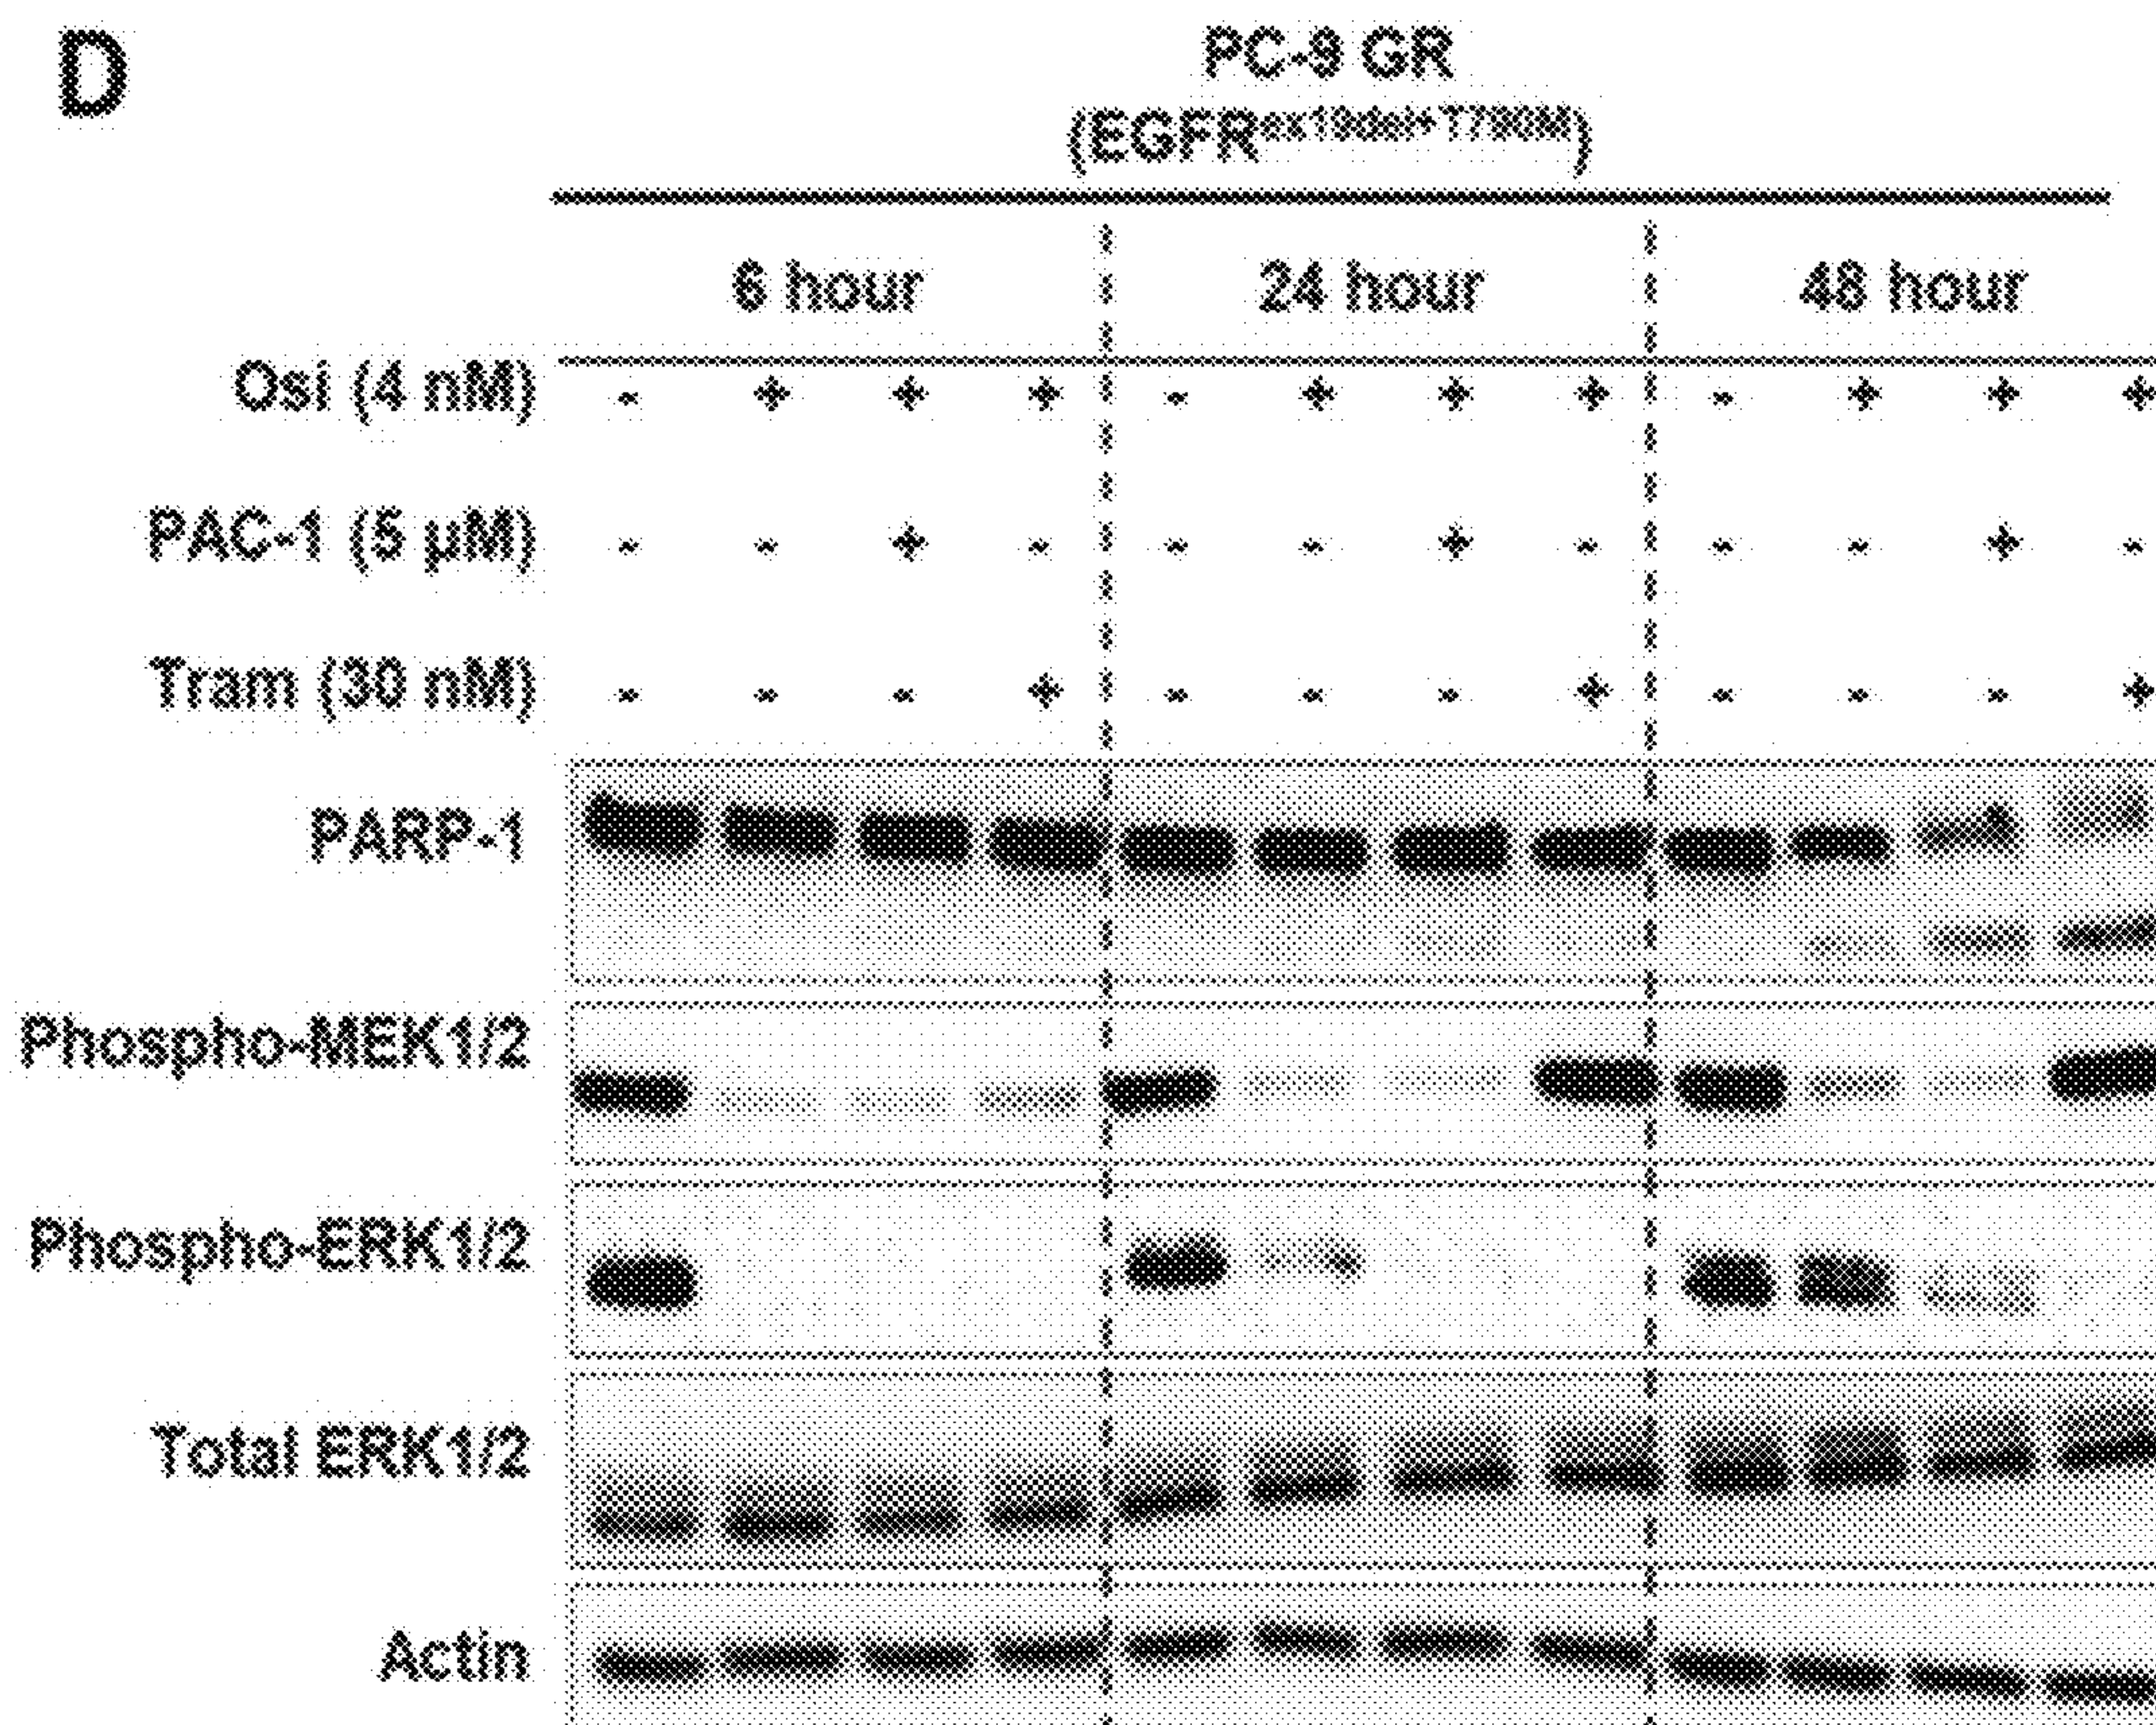 D
PC-9 GR
(EGFRex19del+T790M)
6 hour 24 hour 48 hour
Osi (4 nM) - + + + - + + + - + + +
PAC-1 (5 μM) - - + - - - + - - - + -
Tram (30 nM) - - - + - - - + - - - +
PARP-1
Phospho-MEK1/2
Phospho-ERK1/2
Total ERK1/2
Actin